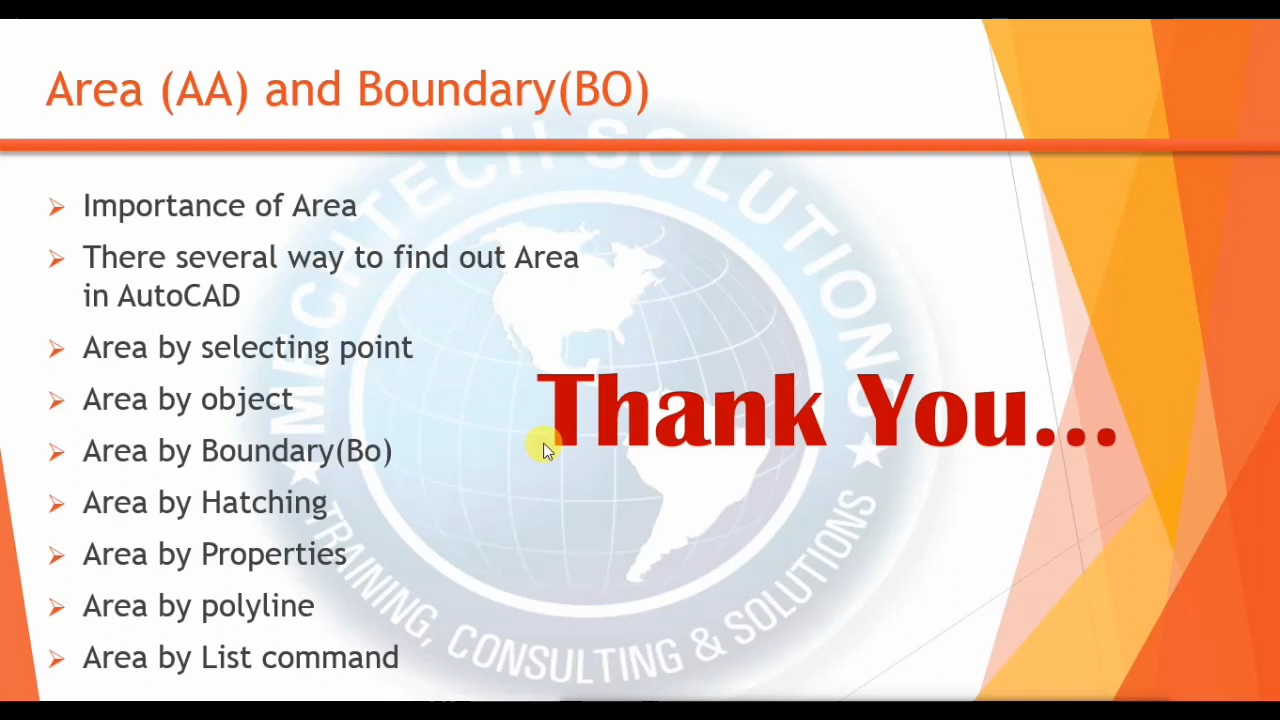 Area (AA) and Boundary(BO)
Importance of Area
There several way to find out Area
in AutoCAD
Area by selecting point
Area by object
Area by Boundary(Bo)
Area by Hatching
Area by Properties
Area by polyline
Area by List command
Thank You...
MECHTECH SOLUTIONS
TRAINING, CONSULTING & SOLUTIONS